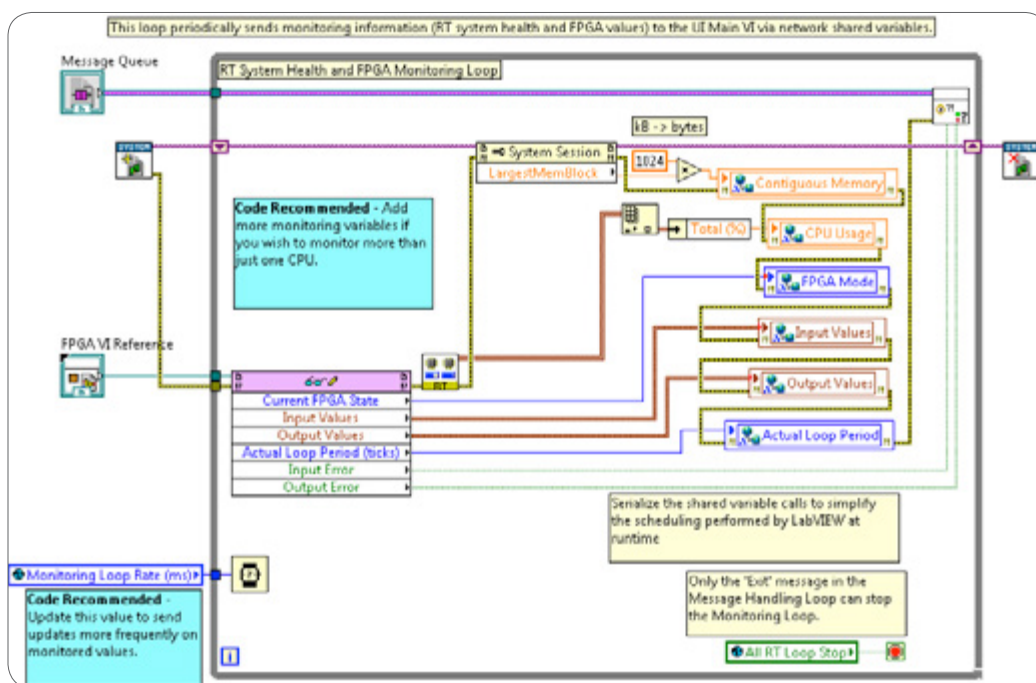 This loop periodically sends monitoring information (RT system health and FPGA values) to the UI Main VI via network shared variables.
Message Queue
RT System Health and FPGA Monitoring Loop
kB -> bytes
SYSTEM
System Session
SYSTEM
LargestMemBlock
1024
Contiguous Memory
Code Recommended - Add
more monitoring variables if
you wish to monitor more than
just one CPU.
Total (%)
CPU Usage
FPGA Mode
FPGA VI Reference
Input Values
RT
Output Values
Current FPGA State
Input Values
Output Values
Actual Loop Period
Actual Loop Period (ticks)
Input Error
Output Error
Serialize the shared variable calls to simplify
the scheduling performed by LabVIEW at
runtime
Monitoring Loop Rate (ms)
Only the "Exit" message in the
Message Handling Loop can stop
the Monitoring Loop.
Code Recommended -
Update this value to send
updates more frequently on
monitored values.
i
All RT Loop Stop